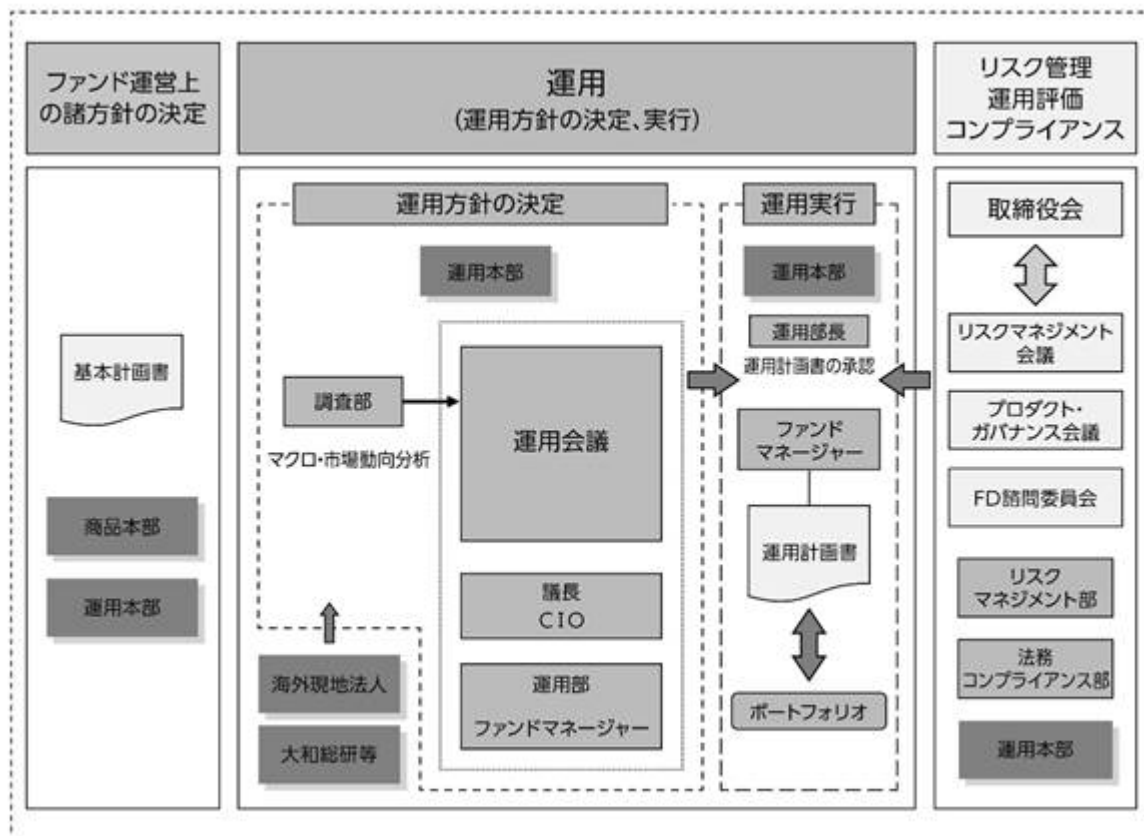 ファンド運営上
の諸方針の決定
運用
(運用方針の決定、実行)
リスク管理
運用評価
コンプライアンス
基本計画書
商品本部
運用本部
運用方針の決定
運用本部
調査部
マクロ・市場動向分析
運用会議
議長
CIO
運用部
ファンドマネージャー
海外現地法人
大和総研等
運用実行
運用本部
運用部長
運用計画書の承認
ファンド
マネージャー
運用計画書
ポートフォリオ
取締役会
リスクマネジメント
会議
プロダクト・
ガバナンス会議
FD諮問委員会
リスク
マネジメント部
法務
コンプライアンス部
運用本部